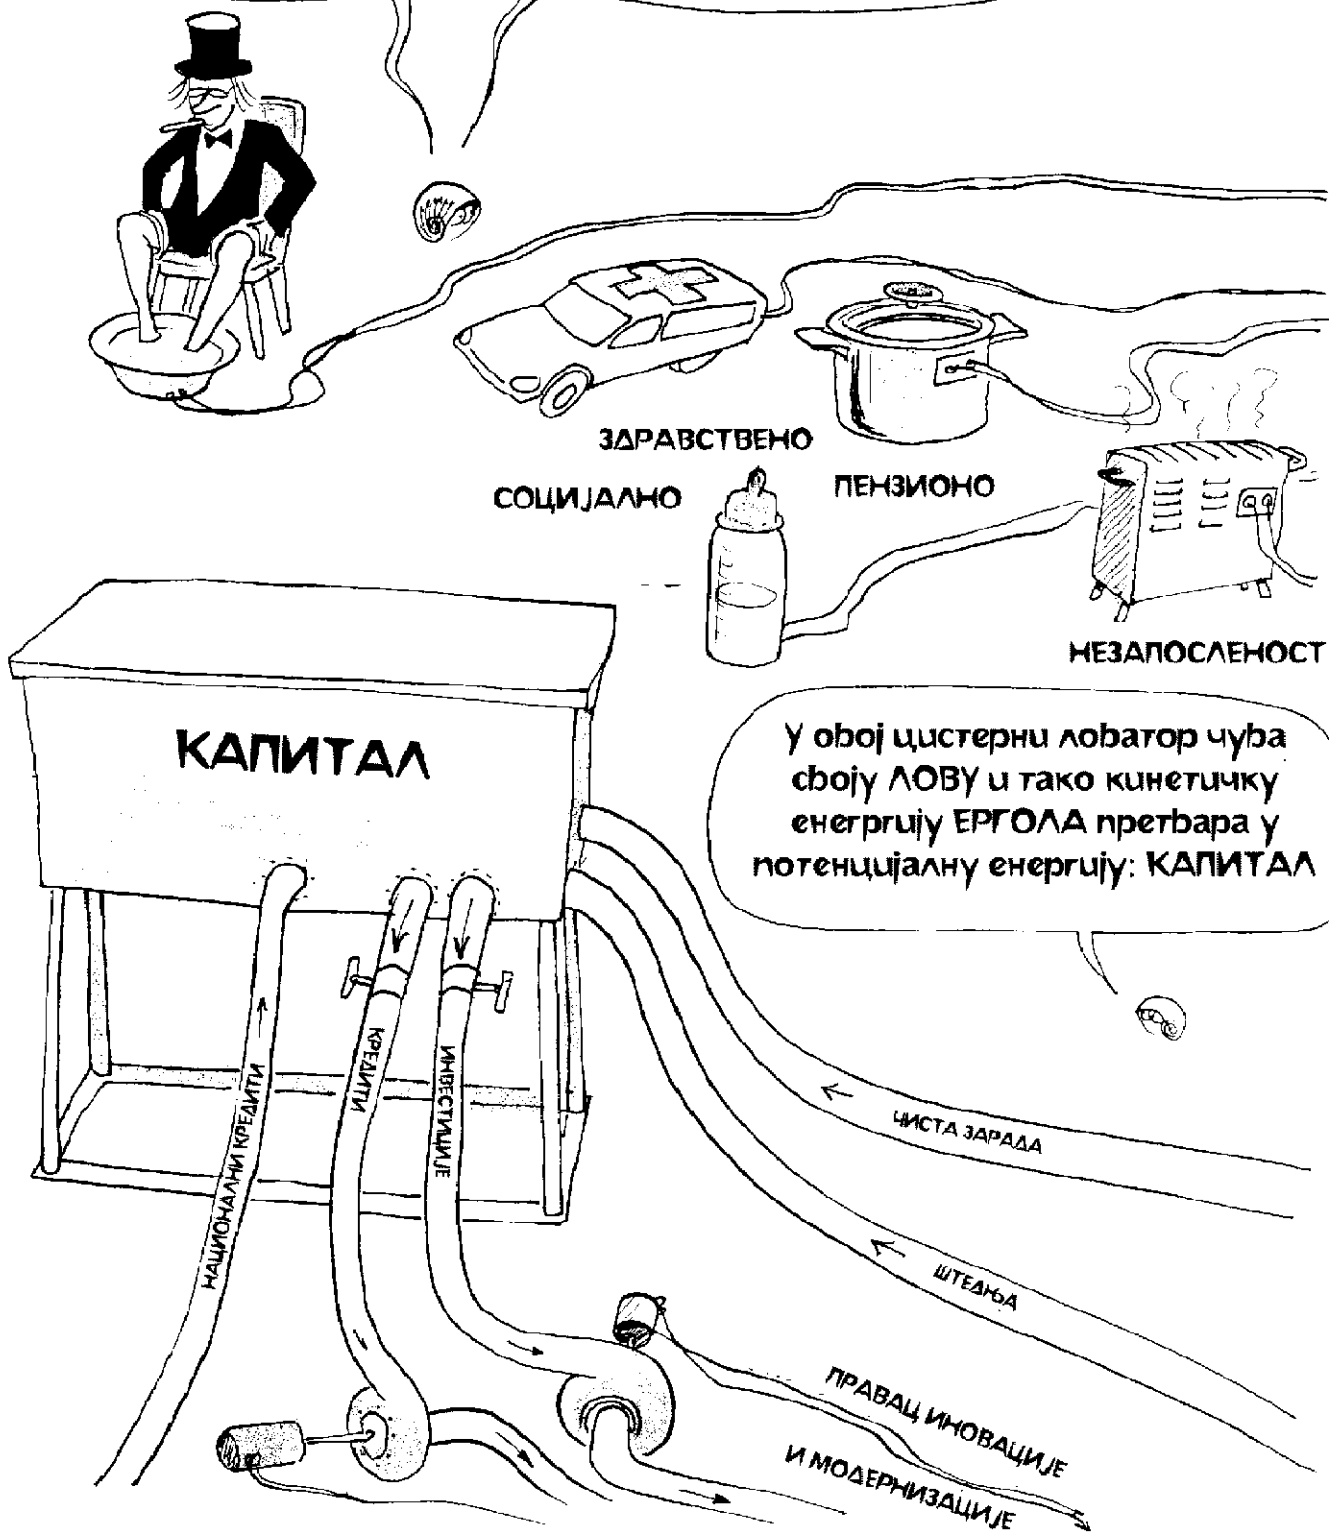 ЗДРАВСТВЕНО
СОЦИЈАЛНО
ПЕНЗИОНО
НЕЗАПОСЛЕНОСТ
КАПИТАЛ
У овој цистерни ловатор чува
своју ЛОВУ и тако кинетичку
енегргију ЕРГОЛА претвара у
потенцијалну енергију: КАПИТАЛ
НАЦИОНАЛНИ КРЕДИТИ
КРЕДИТИ
ИНВЕСТИЦИЈЕ
ЧИСТА ЗАРАДА
ШТЕДЊА
ПРАВАЦ ИНОВАЦИЈЕ
И МОДЕРНИЗАЦИЈЕ